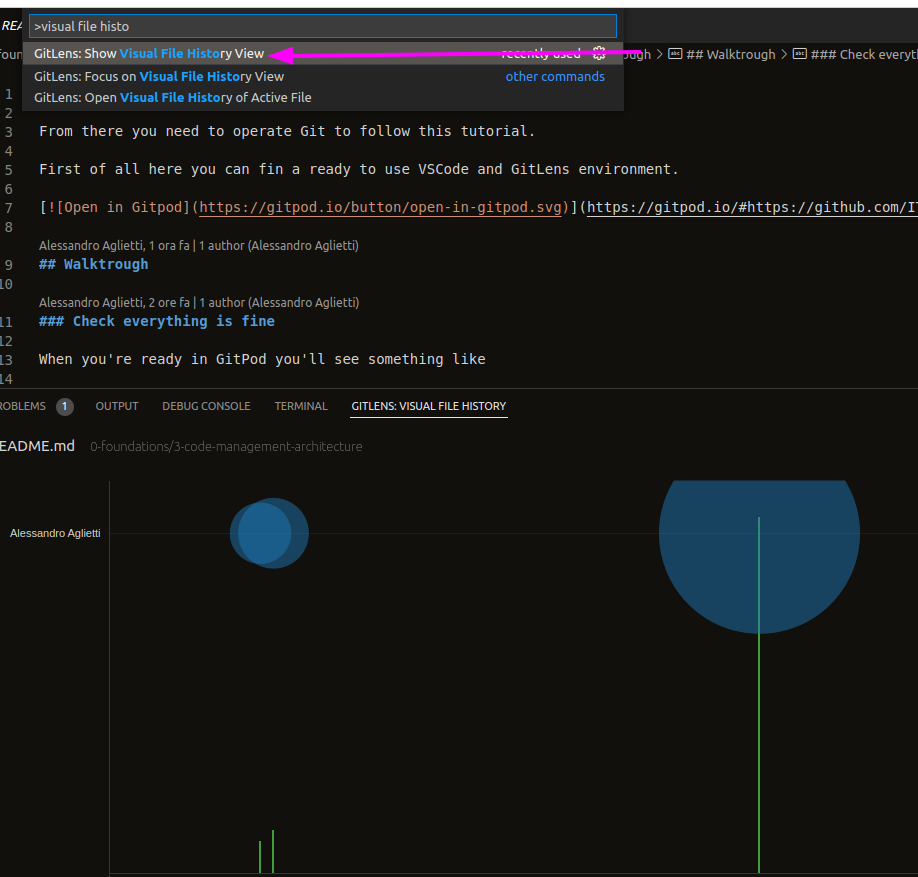 REA
>visual file histo
GitLens: Show Visual File History View recently used
GitLens: Focus on Visual File History View other commands
GitLens: Open Visual File History of Active File
ough > ## Walktrough > ### Check everyt
1
2
3 From there you need to operate Git to follow this tutorial.
4
5 First of all here you can fin a ready to use VSCode and GitLens environment.
6
7 [![Open in Gitpod](https://gitpod.io/button/open-in-gitpod.svg)](https://gitpod.io/#https://github.com/I
8
Alessandro Aglietti, 1 ora fa | 1 author (Alessandro Aglietti)
9 ## Walktrough
10
Alessandro Aglietti, 2 ore fa | 1 author (Alessandro Aglietti)
11 ### Check everything is fine
12
13 When you're ready in GitPod you'll see something like
14
ROBLEMS 1 OUTPUT DEBUG CONSOLE TERMINAL GITLENS: VISUAL FILE HISTORY
EADME.md 0-foundations/3-code-management-architecture
Alessandro Aglietti